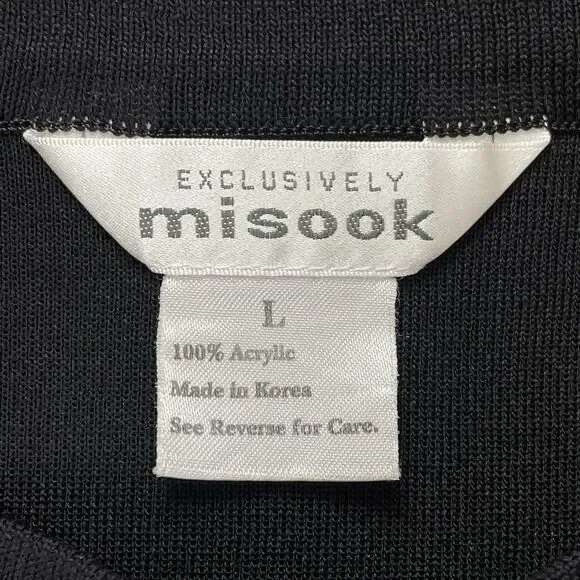 EXCLUSIVELY
misook
L
100% Acrylic
Made in Korea
See Reverse for Care.